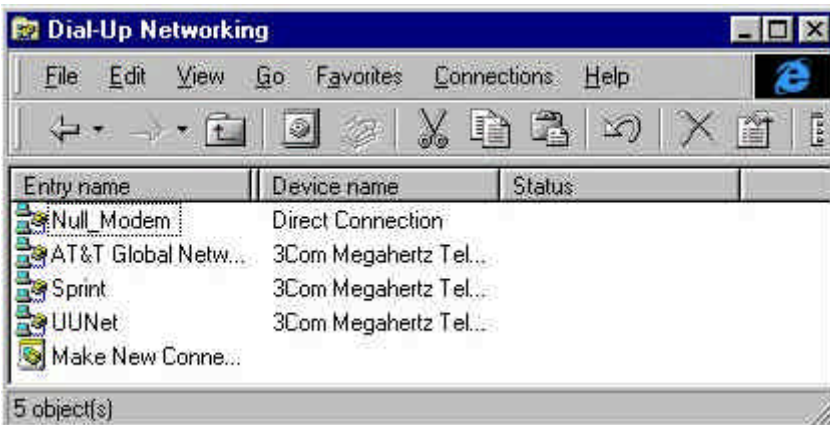 Dial-Up Networking
File Edit View Go Favorites Connections Help
Entry name Device name Status
Null_Modem Direct Connection
AT&T Global Netw... 3Com Megahertz Tel...
Sprint 3Com Megahertz Tel...
UUNet 3Com Megahertz Tel...
Make New Conne...
5 object(s)